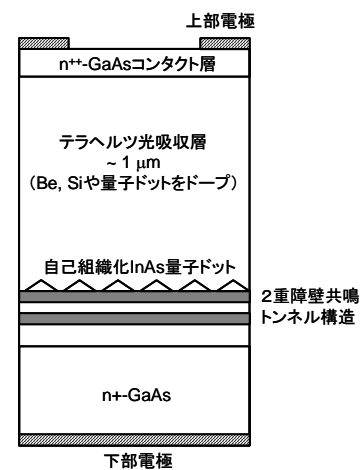 上部電極
n++-GaAsコンタクト層
テラヘルツ光吸収層
~ 1 μm
(Be, Siや量子ドットをドープ)
自己組織化InAs量子ドット
2重障壁共鳴
トンネル構造
n+-GaAs
下部電極